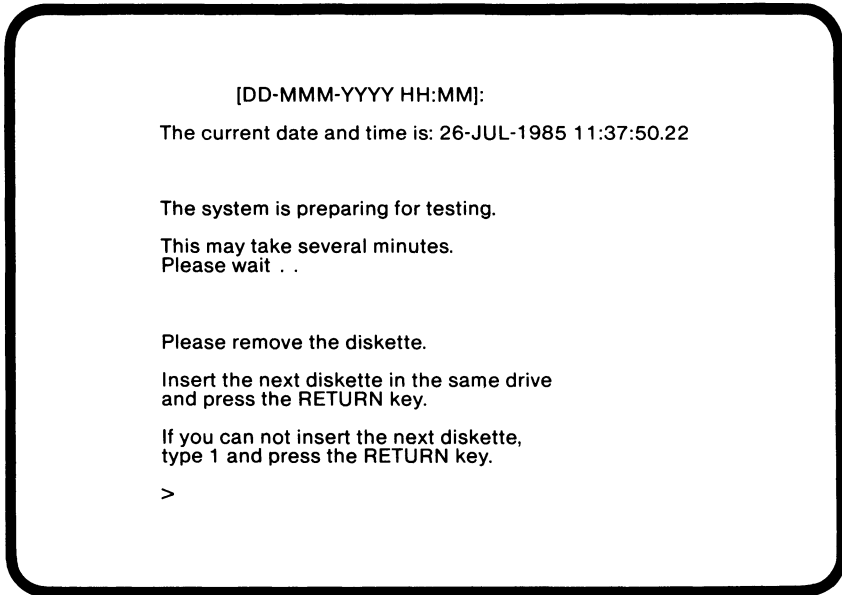 [DD-MMM-YYYY HH:MM]:
The current date and time is: 26-JUL-1985 11:37:50.22
The system is preparing for testing.
This may take several minutes.
Please wait . .
Please remove the diskette.
Insert the next diskette in the same drive
and press the RETURN key.
If you can not insert the next diskette,
type 1 and press the RETURN key.
>